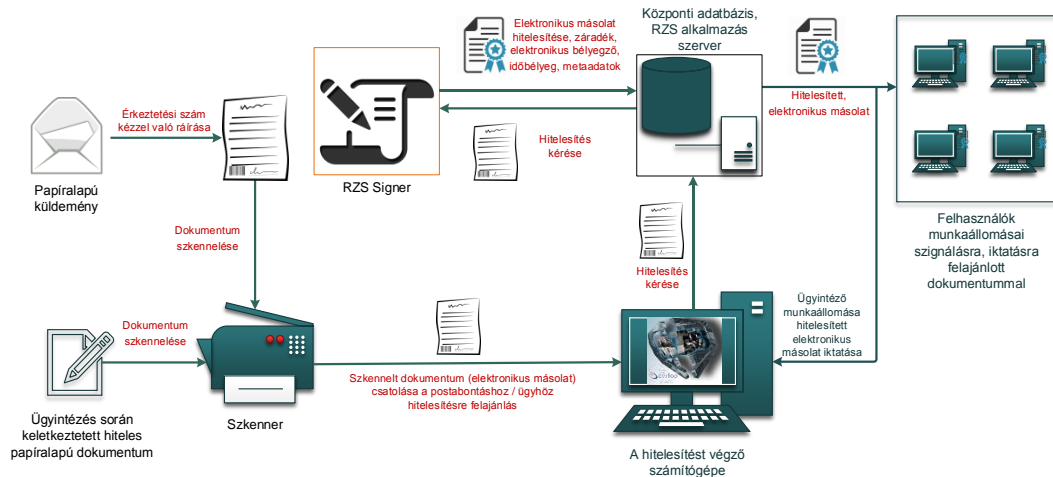 Elektronikus másolat
hitelesítése, záradék,
elektronikus bélyegző,
időbélyeg, metaadatok
Központi adatbázis,
RZS alkalmazás
szerver
Érkeztetési szám
kézzel való ráírása
Hitelesített,
elektronikus másolat
Hitelesítés
kérése
Papíralapú
küldemény
RZS Signer
Felhasználók
munkaállomásai
szignálásra, iktatásra
felajánlott
dokumentummal
Dokumentum
szkennelése
Hitelesítés
kérése
Ügyintéző
munkaállomása
hitelesített
elektronikus
másolat iktatása
Dokumentum
szkennelése
Szkennelt dokumentum (elektronikus másolat)
csatolása a postabontáshoz / ügyhöz
hitelesítésre felajánlás
Ügyintézés során
keletkeztetett hiteles
papíralapú dokumentum
Szkenner
A hitelesítést végző
számítógépe